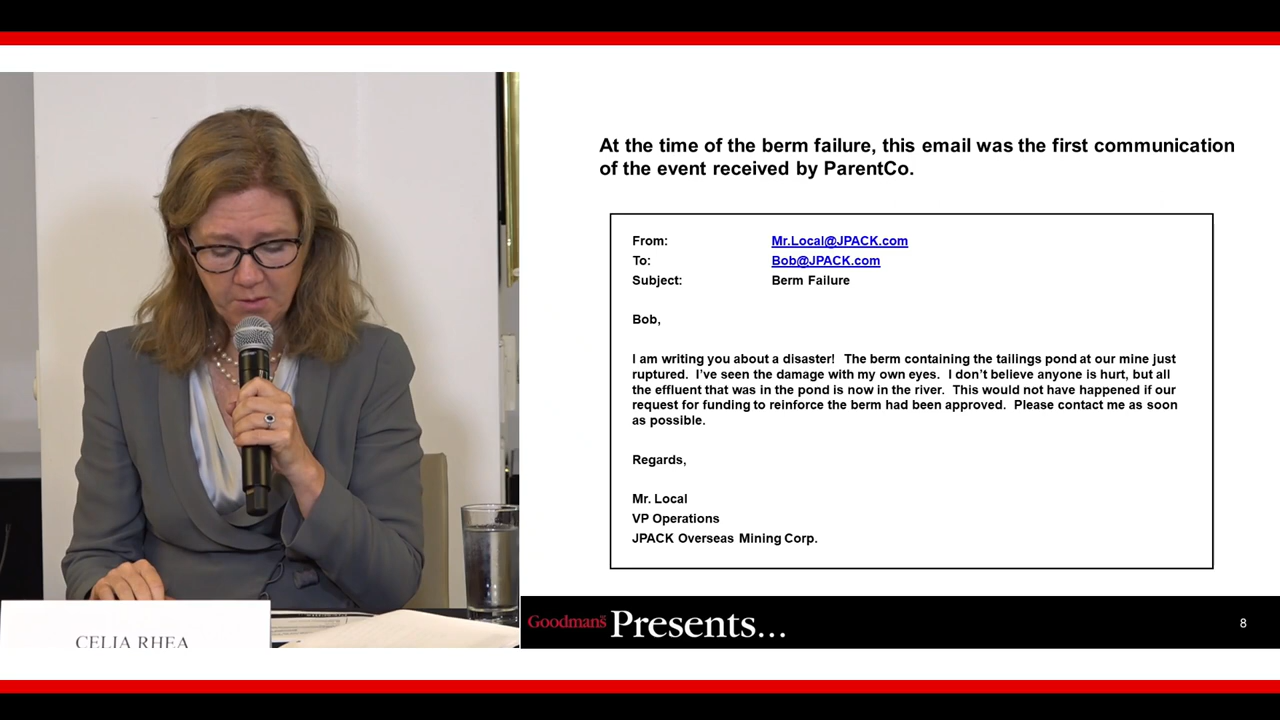 At the time of the berm failure, this email was the first communication
of the event received by ParentCo.
From: Mr.Local@JPACK.com
To: Bob@JPACK.com
Subject: Berm Failure
Bob,
I am writing you about a disaster! The berm containing the tailings pond at our mine just
ruptured. I've seen the damage with my own eyes. I don't believe anyone is hurt, but all
the effluent that was in the pond is now in the river. This would not have happened if our
request for funding to reinforce the berm had been approved. Please contact me as soon
as possible.
Regards,
Mr. Local
VP Operations
JPACK Overseas Mining Corp.
CELIA RHEA
Goodmans Presents...
8